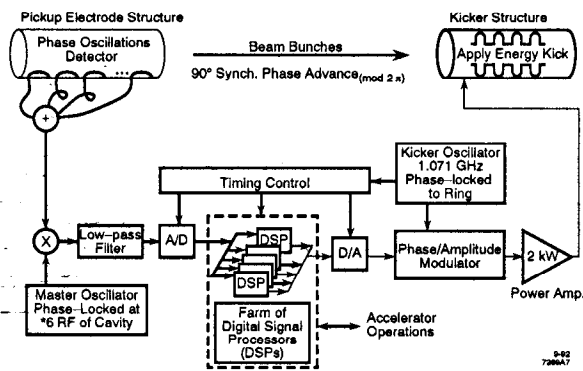 Pickup Electrode Structure
Kicker Structure
Phase Oscillations
Detector
Beam Bunches
90° Synch. Phase Advance(mod 2 π)
Apply Energy Kick
+
Timing Control
Kicker Oscillator
1.071 GHz
Phase–locked
to Ring
X
Low–pass
Filter
A/D
DSP
DSP
D/A
Phase/Amplitude
Modulator
2 kW
Power Amp.
Master Oscillator
Phase–Locked at
*6 RF of Cavity
Farm of
Digital Signal
Processors
(DSPs)
Accelerator
Operations
9-92
7269A7